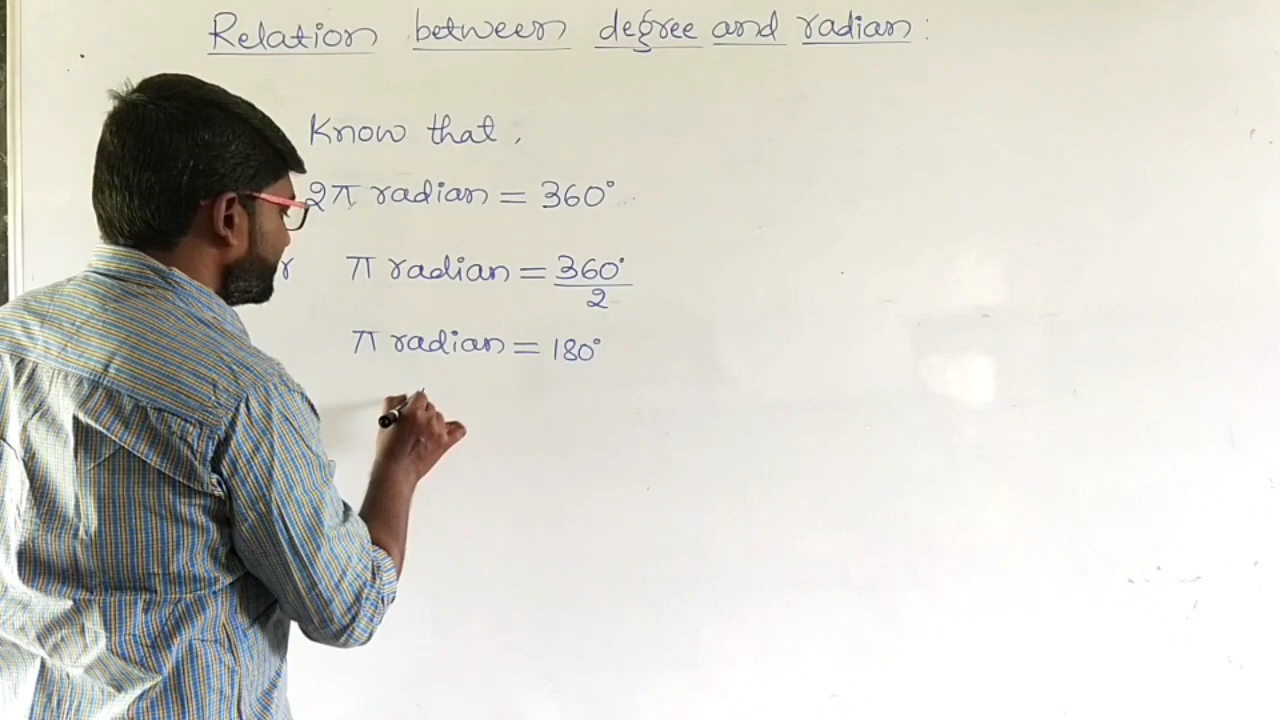 Relation between degree and radian :
Know that,
2π radian = 360°
r π radian = 360°/2
π radian = 180°